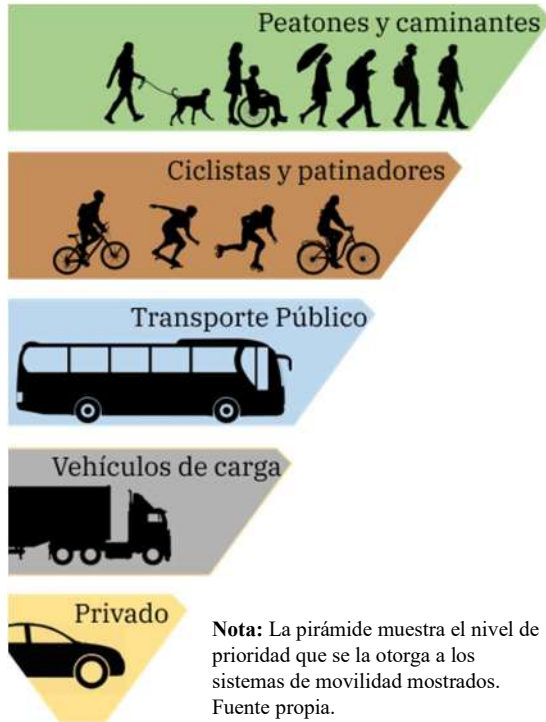 Peatones y caminantes
Ciclistas y patinadores
Transporte Público
Vehículos de carga
Privado
Nota: La pirámide muestra el nivel de
prioridad que se la otorga a los
sistemas de movilidad mostrados.
Fuente propia.